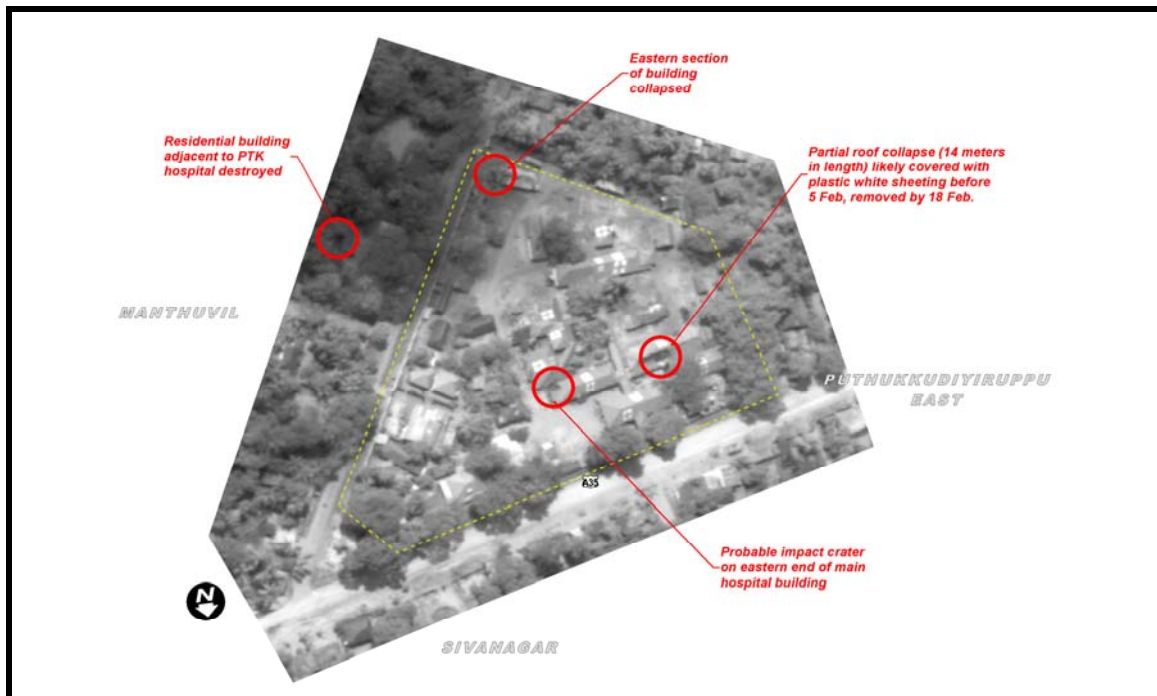 Eastern section
of building
collapsed
Residential building
adjacent to PTK
hospital destroyed
Partial roof collapse (14 meters
in length) likely covered with
plastic white sheeting before
5 Feb, removed by 18 Feb.
MANTHUVIL
PUTHUKKUDIYIRUPPU
EAST
A35
Probable impact crater
on eastern end of main
hospital building
N
SIVANAGAR